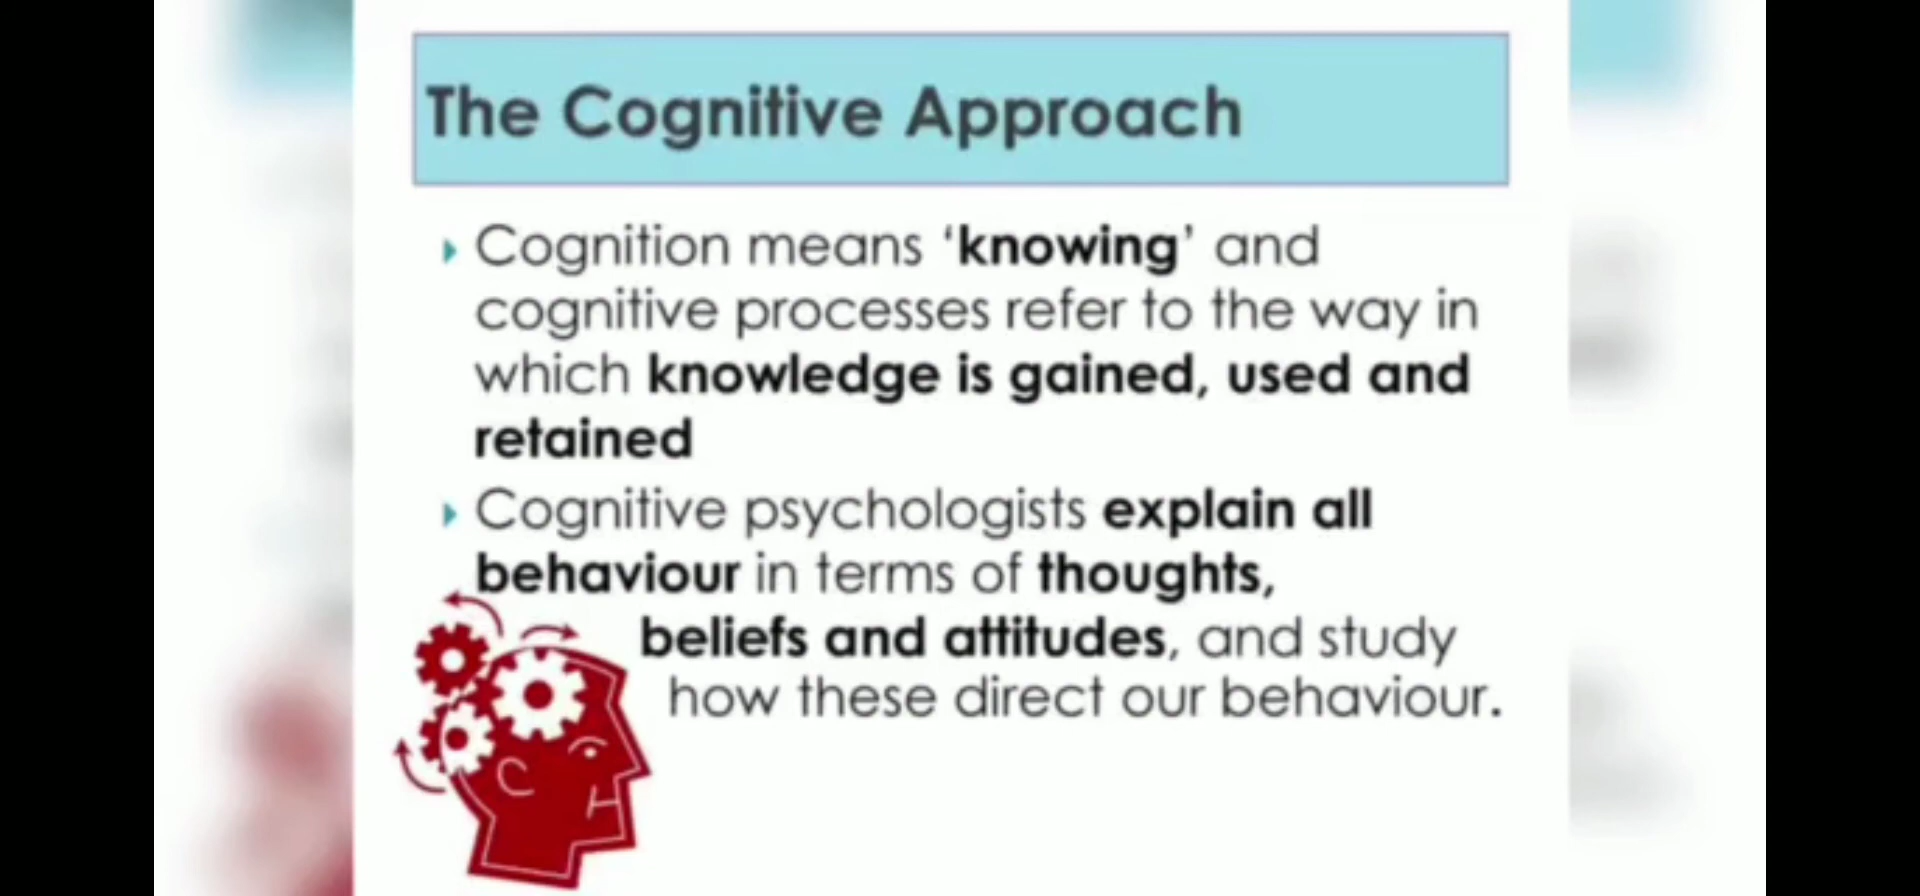 The Cognitive Approach
Cognition means ‘knowing’ and
cognitive processes refer to the way in
which knowledge is gained, used and
retained
Cognitive psychologists explain all
behaviour in terms of thoughts,
beliefs and attitudes, and study
how these direct our behaviour.